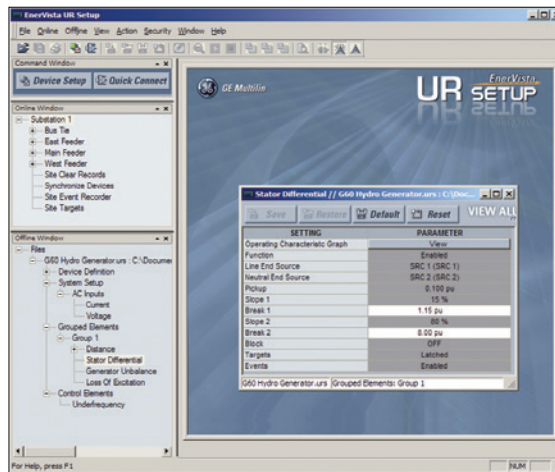 EnerVista UR Setup
File Online Offline View Action Security Window Help
Command Window
Device Setup Quick Connect
Online Window
Substation 1
Bus Tie
East Feeder
Main Feeder
West Feeder
Site Clear Records
Synchronize Devices
Site Event Recorder
Site Targets
Offline Window
Files
G60 Hydro Generator.urs : C:\Docume
Device Definition
System Setup
AC Inputs
Current
Voltage
Grouped Elements
Group 1
Distance
Stator Differential
Generator Unbalance
Loss Of Excitation
Control Elements
Underfrequency
GE Multilin
EnerVista
UR SETUP
Stator Differential // G60 Hydro Generator.urs : C:\Doc...
Save Restore Default Reset VIEW ALL
SETTING PARAMETER
Operating Characteristic Graph View
Function Enabled
Line End Source SRC 1 (SRC 1)
Neutral End Source SRC 2 (SRC 2)
Pickup 0.100 pu
Slope 1 15 %
Break 1 1.15 pu
Slope 2 80 %
Break 2 8.00 pu
Block OFF
Targets Latched
Events Enabled
G60 Hydro Generator.urs Grouped Elements: Group 1
For Help, press F1
NUM